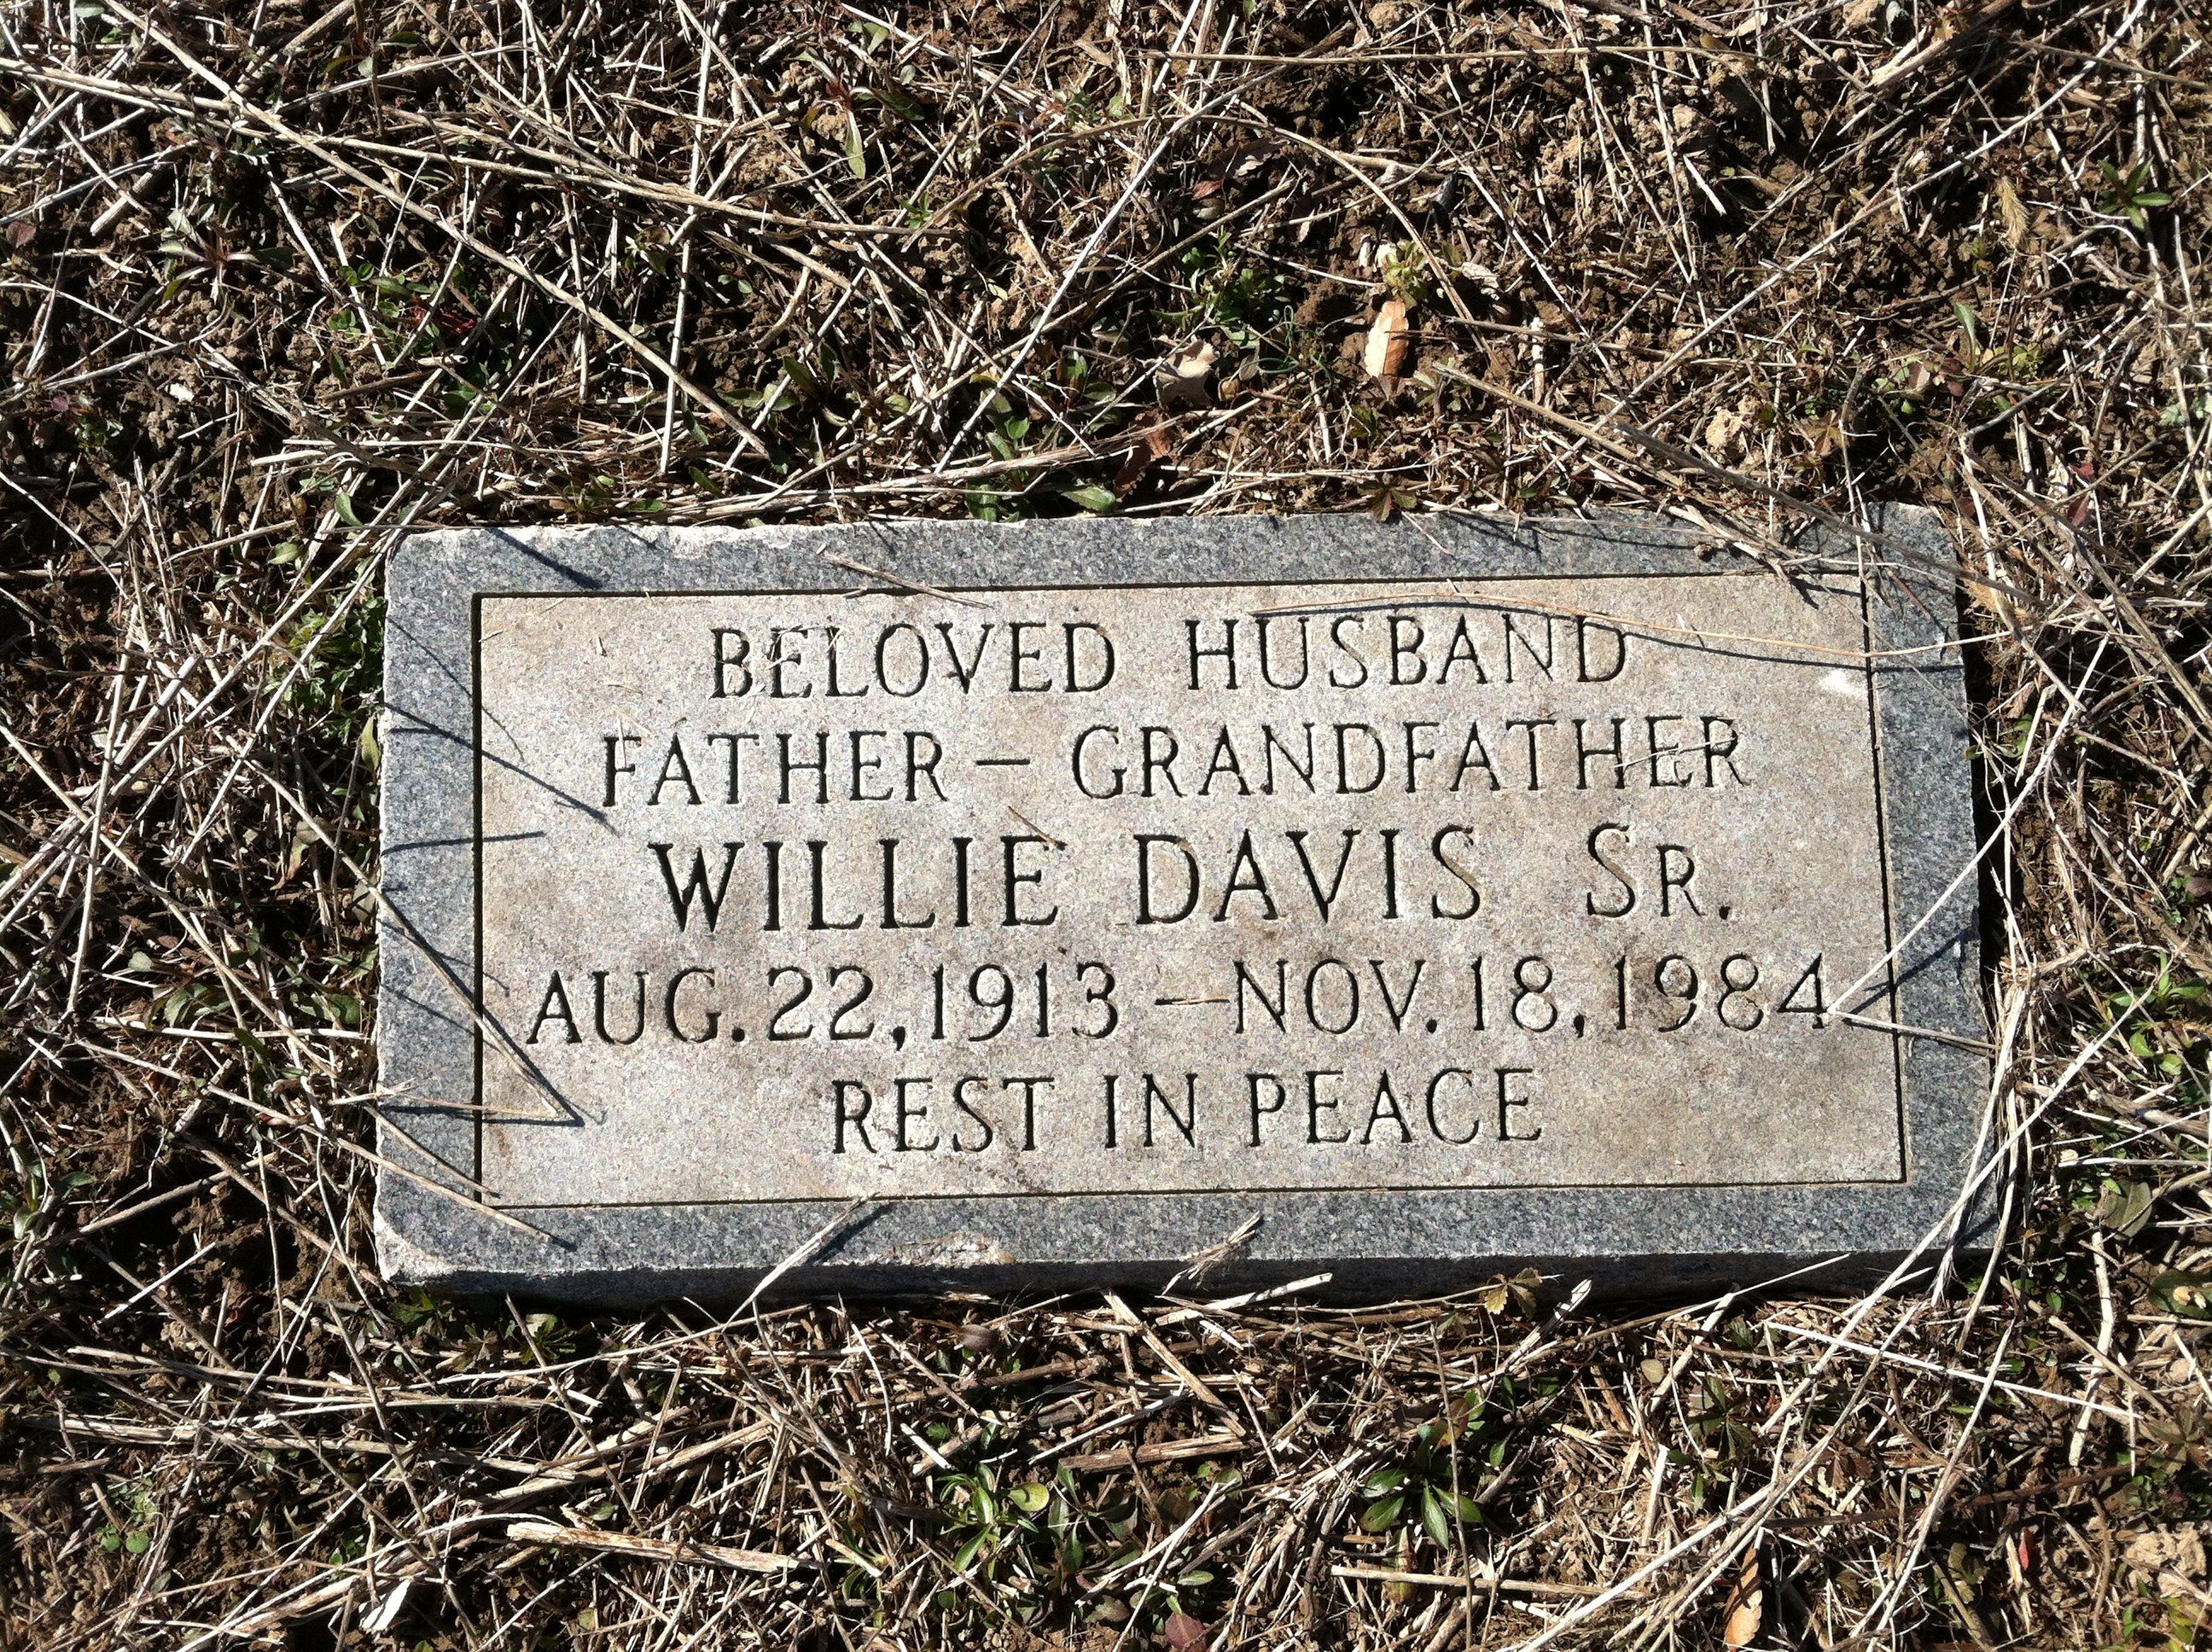 BELOVED HUSBAND
FATHER — GRANDFATHER
WILLIE DAVIS SR.
AUG. 22, 1913 — NOV. 18, 1984
REST IN PEACE